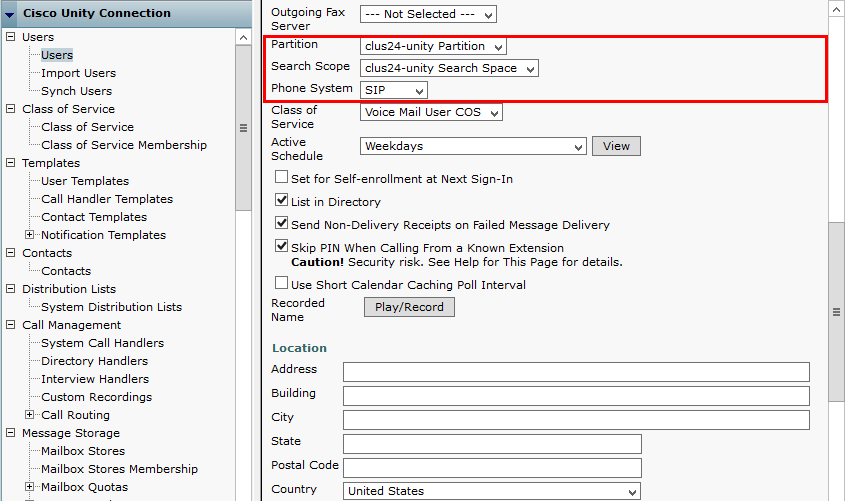 Cisco Unity Connection
Users
Users
Import Users
Synch Users
Class of Service
Class of Service
Class of Service Membership
Templates
User Templates
Call Handler Templates
Contact Templates
Notification Templates
Contacts
Contacts
Distribution Lists
System Distribution Lists
Call Management
System Call Handlers
Directory Handlers
Interview Handlers
Custom Recordings
Call Routing
Message Storage
Mailbox Stores
Mailbox Stores Membership
Mailbox Quotas
Outgoing Fax
Server
--- Not Selected ---
Partition
clus24-unity Partition
Search Scope
clus24-unity Search Space
Phone System
SIP
Class of
Service
Voice Mail User COS
Active
Schedule
Weekdays
View
Set for Self-enrollment at Next Sign-In
List in Directory
Send Non-Delivery Receipts on Failed Message Delivery
Skip PIN When Calling From a Known Extension
Caution! Security risk. See Help for This Page for details.
Use Short Calendar Caching Poll Interval
Recorded
Name
Play/Record
Location
Address
Building
City
State
Postal Code
Country
United States